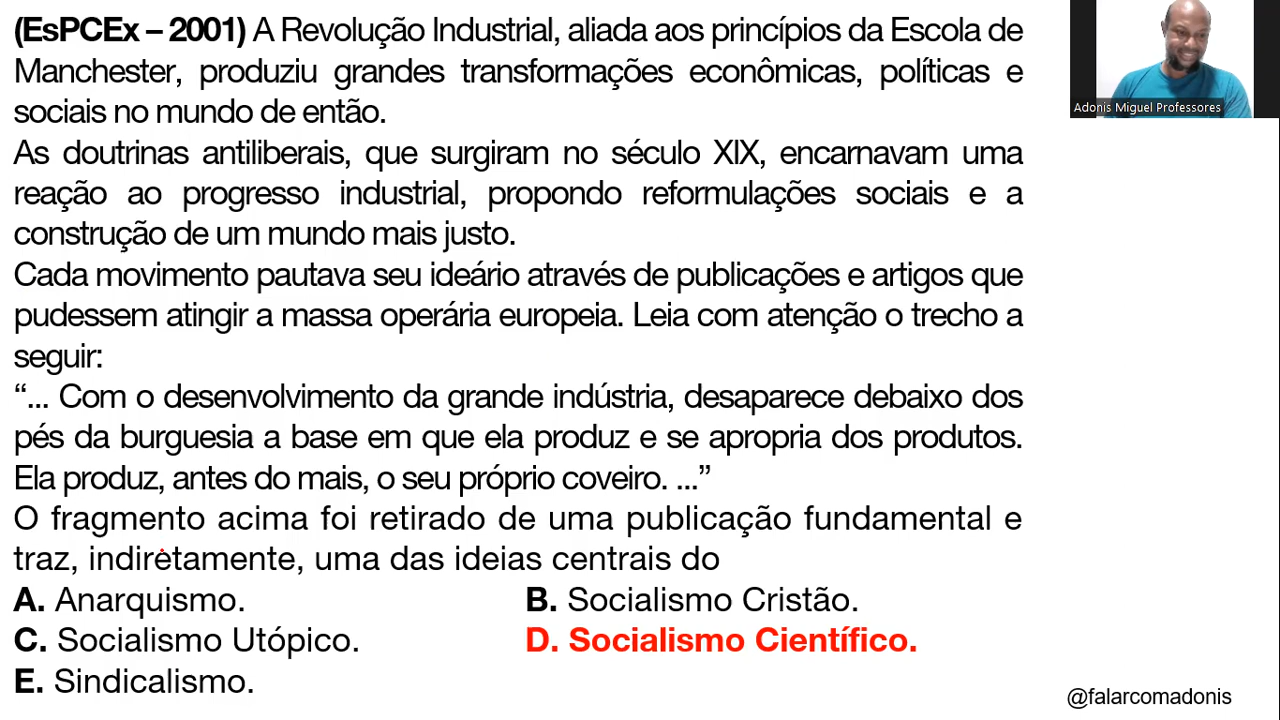 (EsPCEx – 2001) A Revolução Industrial, aliada aos princípios da Escola de
Manchester, produziu grandes transformações econômicas, políticas e
sociais no mundo de então.
As doutrinas antiliberais, que surgiram no século XIX, encarnavam uma
reação ao progresso industrial, propondo reformulações sociais e a
construção de um mundo mais justo.
Cada movimento pautava seu ideário através de publicações e artigos que
pudessem atingir a massa operária europeia. Leia com atenção o trecho a
seguir:
“... Com o desenvolvimento da grande indústria, desaparece debaixo dos
pés da burguesia a base em que ela produz e se apropria dos produtos.
Ela produz, antes do mais, o seu próprio coveiro. ...”
O fragmento acima foi retirado de uma publicação fundamental e
traz, indiretamente, uma das ideias centrais do
A. Anarquismo.
B. Socialismo Cristão.
C. Socialismo Utópico.
D. Socialismo Científico.
E. Sindicalismo.
Adonis Miguel Professores
@falarcomadonis